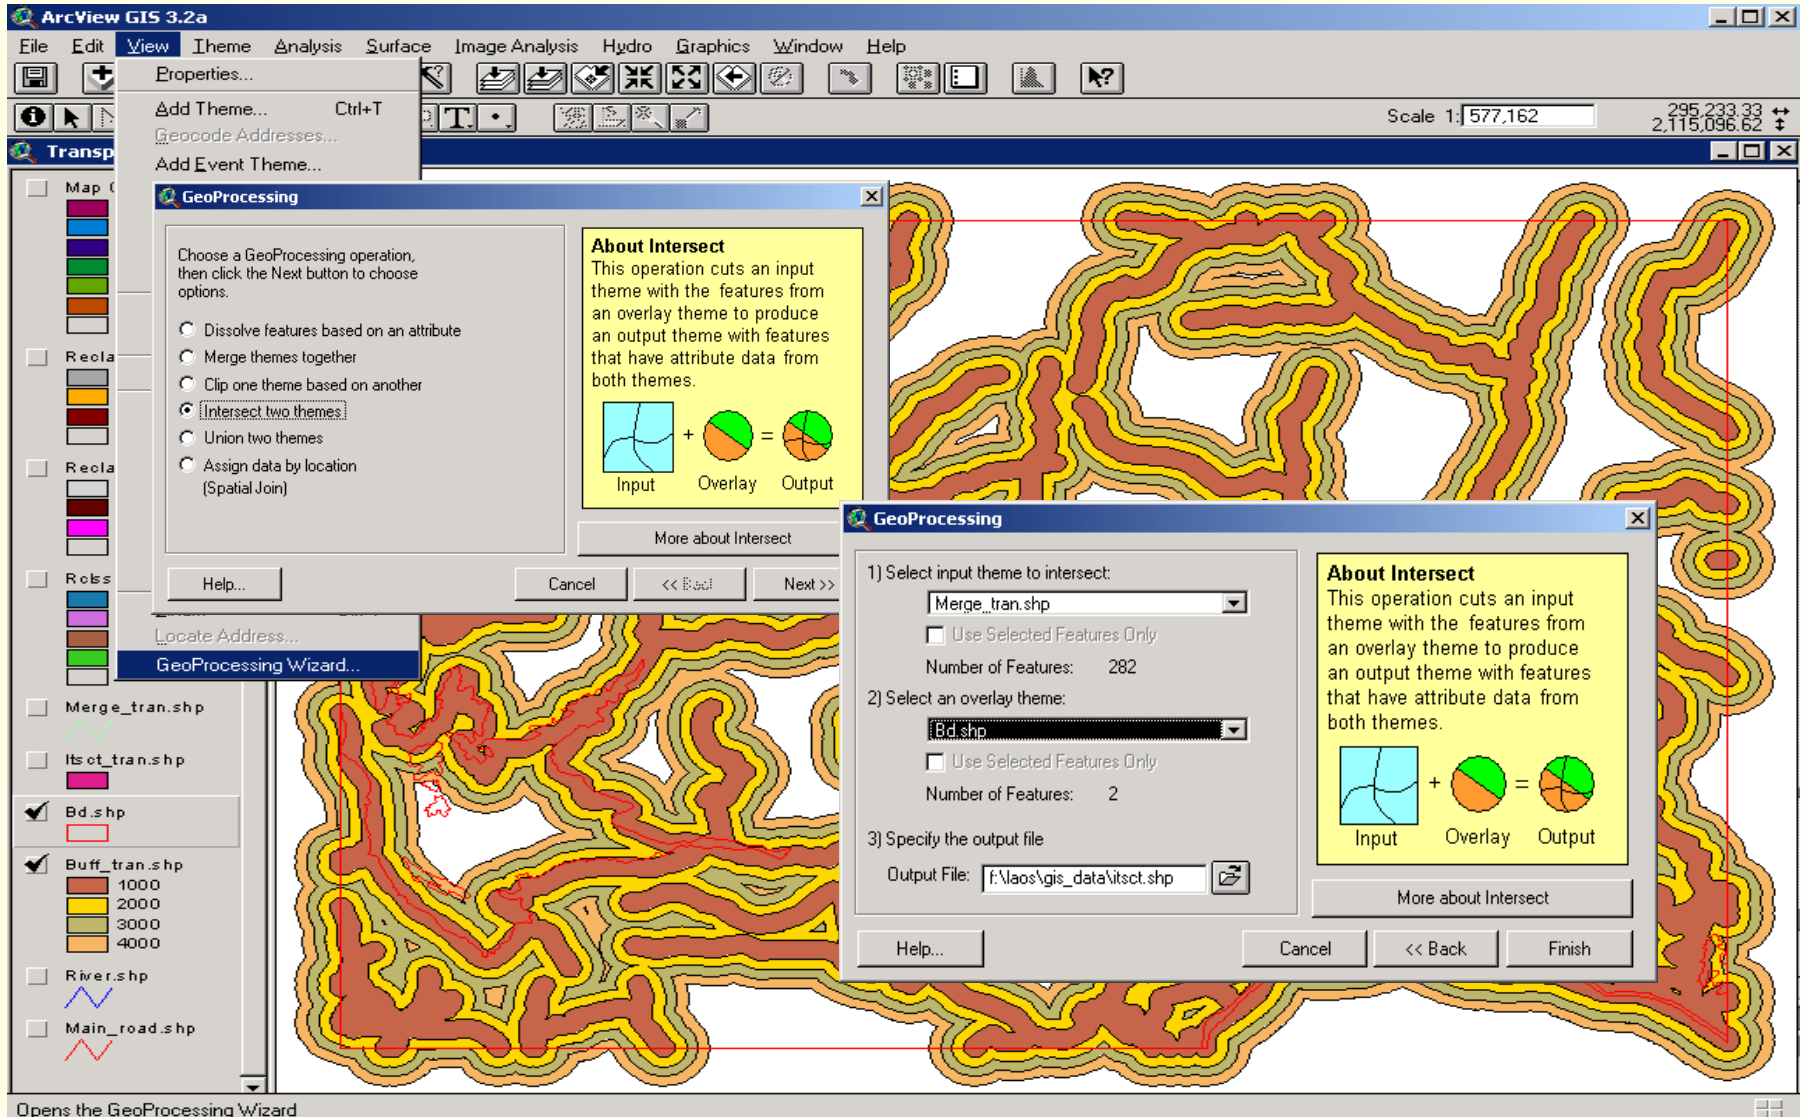 ArcView GIS 3.2a
File Edit View Theme Analysis Surface Image Analysis Hydro Graphics Window Help
Properties...
Add Theme... Ctrl+T
Geocode Addresses...
Add Event Theme...
Scale 1: 577,162
295,233.33
2,115,096.62
Transp
Map
GeoProcessing
Choose a GeoProcessing operation,
then click the Next button to choose
options.
Dissolve features based on an attribute
Merge themes together
Clip one theme based on another
Intersect two themes
Union two themes
Assign data by location
(Spatial Join)
About Intersect
This operation cuts an input
theme with the features from
an overlay theme to produce
an output theme with features
that have attribute data from
both themes.
+ =
Input Overlay Output
More about Intersect
Help... Cancel << Back Next >>
Recla
Recla
Rclss
Locate Address...
GeoProcessing Wizard...
Merge_tran.shp
Itsct_tran.shp
Bd.shp
Buff_tran.shp
1000
2000
3000
4000
River.shp
Main_road.shp
GeoProcessing
1) Select input theme to intersect:
Merge_tran.shp
Use Selected Features Only
Number of Features: 282
2) Select an overlay theme:
Bd.shp
Use Selected Features Only
Number of Features: 2
3) Specify the output file
Output File: f:\laos\gis_data\itsct.shp
About Intersect
This operation cuts an input
theme with the features from
an overlay theme to produce
an output theme with features
that have attribute data from
both themes.
+ =
Input Overlay Output
More about Intersect
Help... Cancel << Back Finish
Opens the GeoProcessing Wizard